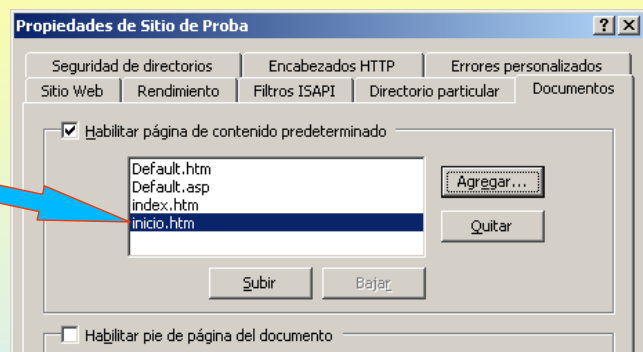 Propiedades de Sitio de Proba
Seguridad de directorios Encabezados HTTP Errores personalizados
Sitio Web Rendimiento Filtros ISAPI Directorio particular Documentos
Habilitar página de contenido predeterminado
Default.htm
Default.asp
index.htm
inicio.htm
Agregar...
Quitar
Subir Bajar
Habilitar pie de página del documento